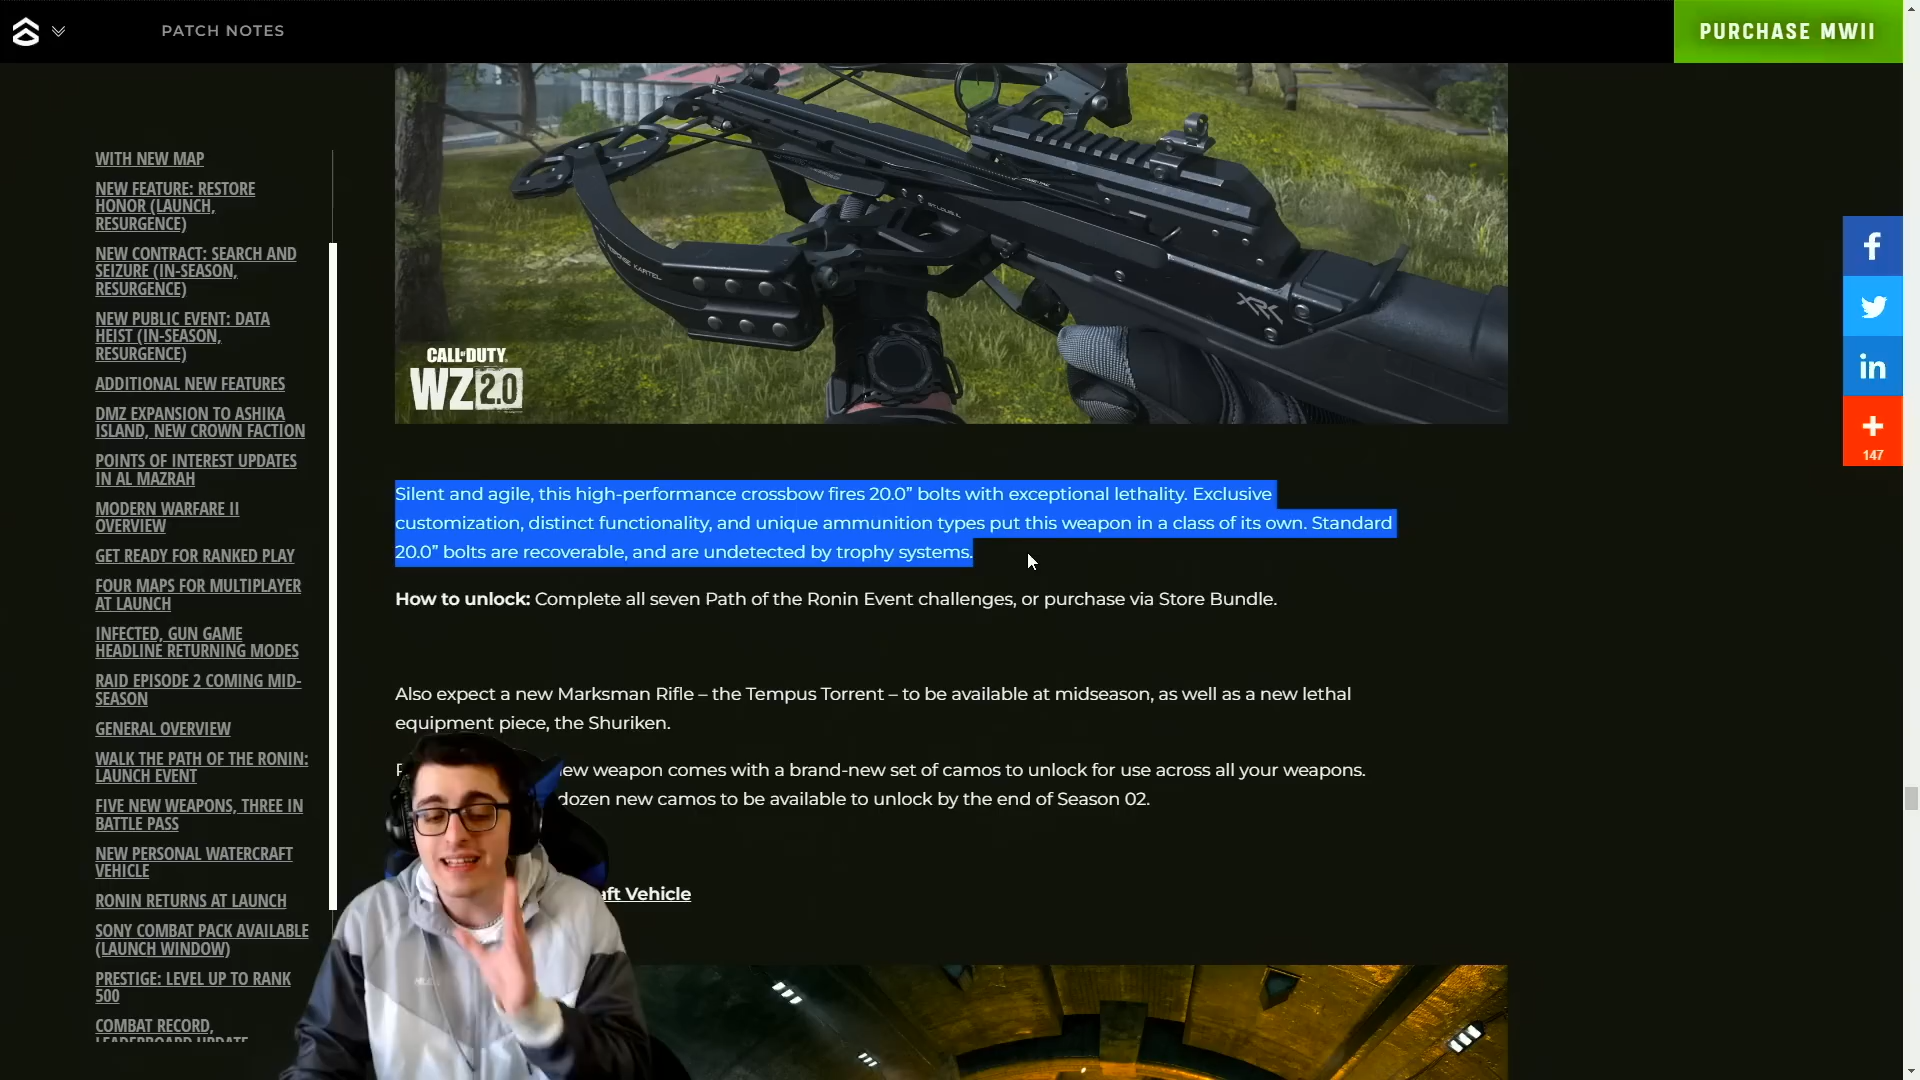 PATCH NOTES
PURCHASE MWII
WITH NEW MAP
NEW FEATURE: RESTORE
HONOR (LAUNCH,
RESURGENCE)
NEW CONTRACT: SEARCH AND
SEIZURE (IN-SEASON,
RESURGENCE)
NEW PUBLIC EVENT: DATA
HEIST (IN-SEASON,
RESURGENCE)
ADDITIONAL NEW FEATURES
DMZ EXPANSION TO ASHIKA
ISLAND, NEW CROWN FACTION
POINTS OF INTEREST UPDATES
IN AL MAZRAH
MODERN WARFARE II
OVERVIEW
GET READY FOR RANKED PLAY
FOUR MAPS FOR MULTIPLAYER
AT LAUNCH
INFECTED, GUN GAME
HEADLINE RETURNING MODES
RAID EPISODE 2 COMING MID-
SEASON
GENERAL OVERVIEW
WALK THE PATH OF THE RONIN:
LAUNCH EVENT
FIVE NEW WEAPONS, THREE IN
BATTLE PASS
NEW PERSONAL WATERCRAFT
VEHICLE
RONIN RETURNS AT LAUNCH
SONY COMBAT PACK AVAILABLE
(LAUNCH WINDOW)
PRESTIGE: LEVEL UP TO RANK
500
COMBAT RECORD,
LEADERBOARD UPDATE
XRK
CALL OF DUTY
WZ 2.0
Silent and agile, this high-performance crossbow fires 20.0” bolts with exceptional lethality. Exclusive
customization, distinct functionality, and unique ammunition types put this weapon in a class of its own. Standard
20.0” bolts are recoverable, and are undetected by trophy systems.
How to unlock: Complete all seven Path of the Ronin Event challenges, or purchase via Store Bundle.
Also expect a new Marksman Rifle – the Tempus Torrent – to be available at midseason, as well as a new lethal
equipment piece, the Shuriken.
ew weapon comes with a brand-new set of camos to unlock for use across all your weapons.
dozen new camos to be available to unlock by the end of Season 02.
aft Vehicle
147